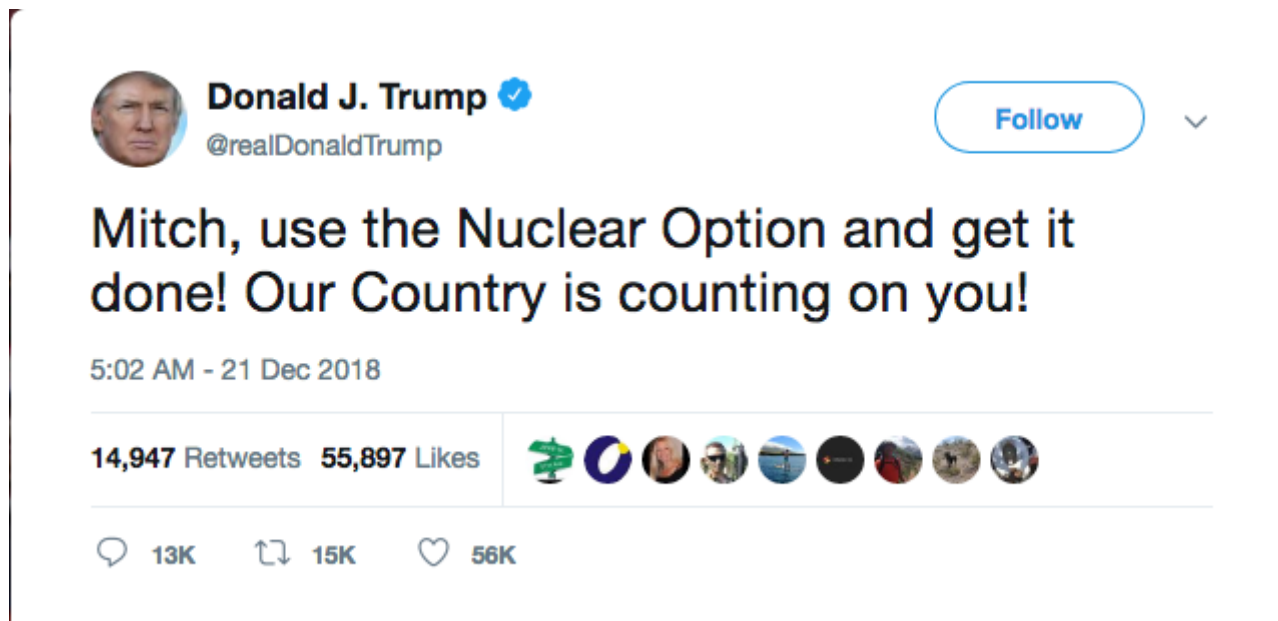 Donald J. Trump
@realDonaldTrump
Follow
Mitch, use the Nuclear Option and get it
done! Our Country is counting on you!
5:02 AM - 21 Dec 2018
14,947 Retweets 55,897 Likes
13K 15K 56K